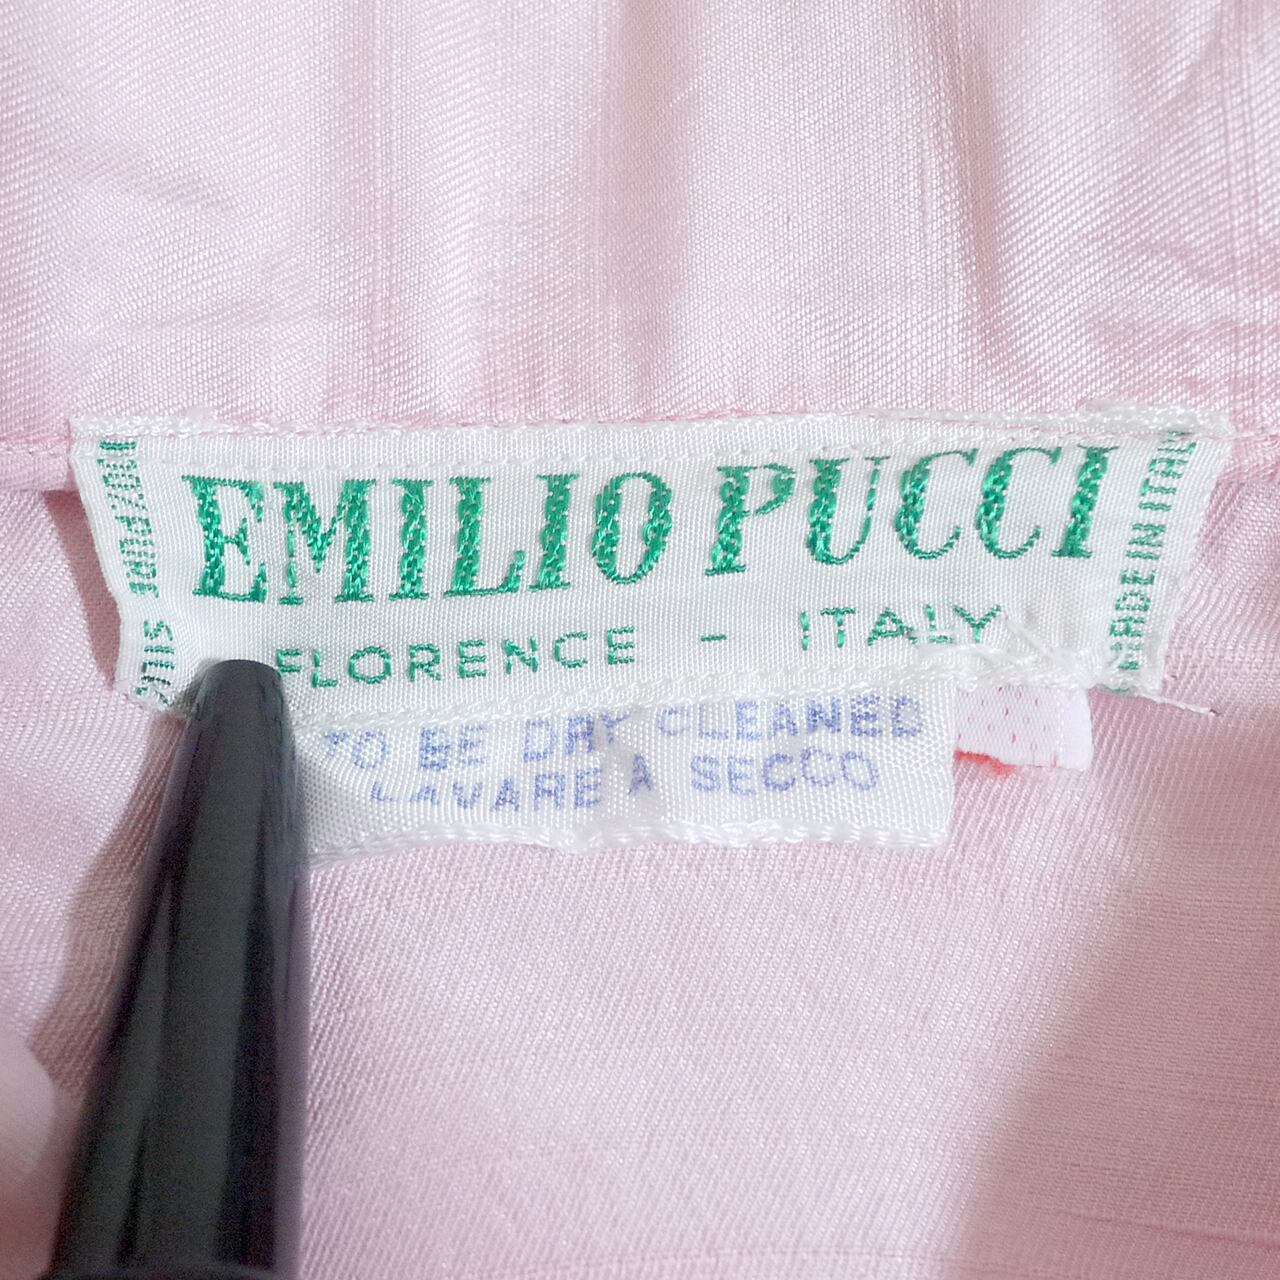 EMILIO PUCCI
FLORENCE - ITALY
100% PURE SILK
MADE IN ITALY
TO BE DRY CLEANED
LAVARE A SECCO